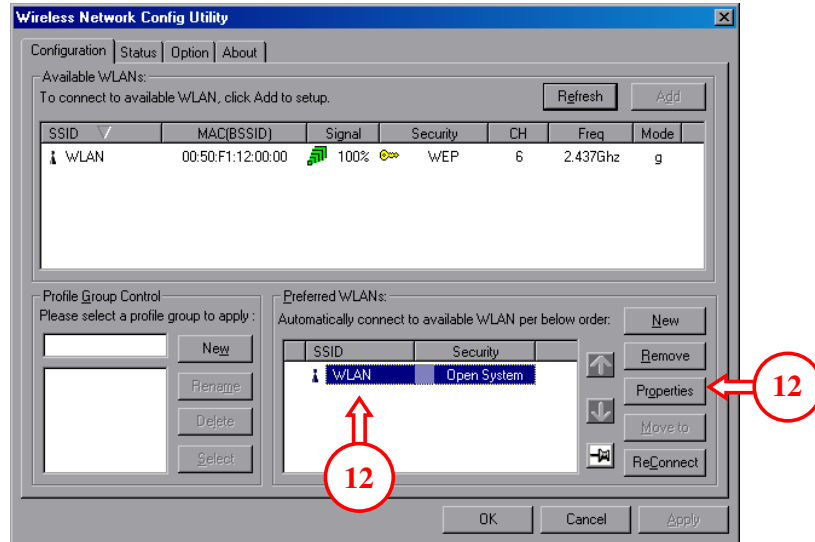 Wireless Network Config Utility
Configuration Status Option About
Available WLANs:
To connect to available WLAN, click Add to setup.
Refresh Add
SSID MAC(BSSID) Signal Security CH Freq Mode
WLAN 00:50:F1:12:00:00 100% WEP 6 2.437Ghz g
Profile Group Control
Please select a profile group to apply :
New
Rename
Delete
Select
Preferred WLANs:
Automatically connect to available WLAN per below order:
SSID Security
WLAN Open System
New
Remove
Properties
Move to
ReConnect
12
12
OK Cancel Apply